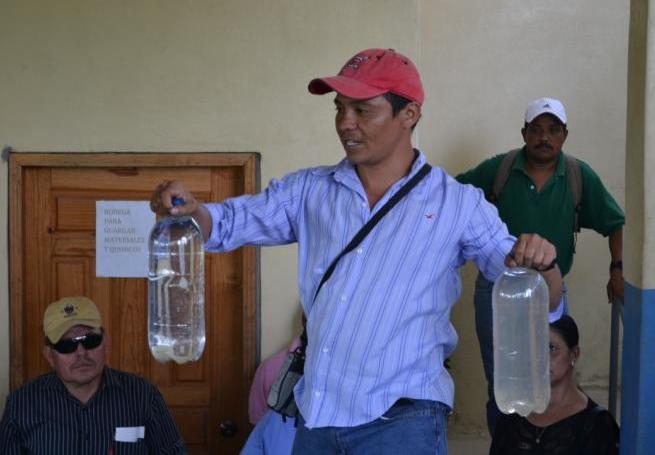 BODEGA
PARA
GUARDAR
MATERIALES
Y QUIMICOS